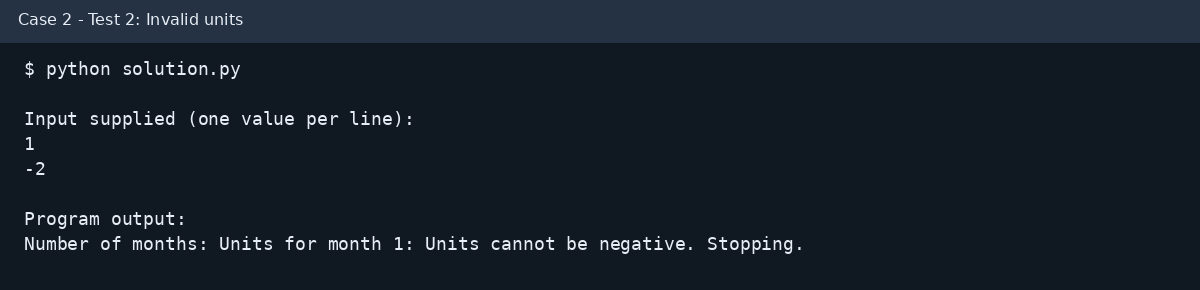 Case 2 - Test 2: Invalid units
$ python solution.py
Input supplied (one value per line):
1
-2
Program output:
Number of months: Units for month 1: Units cannot be negative. Stopping.